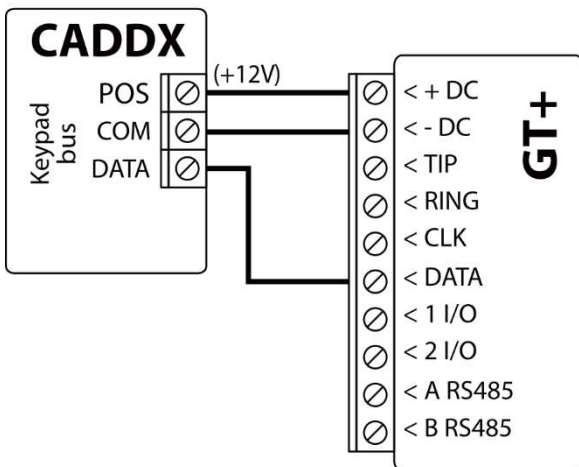 CADDX
Keypad bus
POS
COM
DATA
(+12V)
GT+
< + DC
< - DC
< TIP
< RING
< CLK
< DATA
< 1 I/O
< 2 I/O
< A RS485
< B RS485